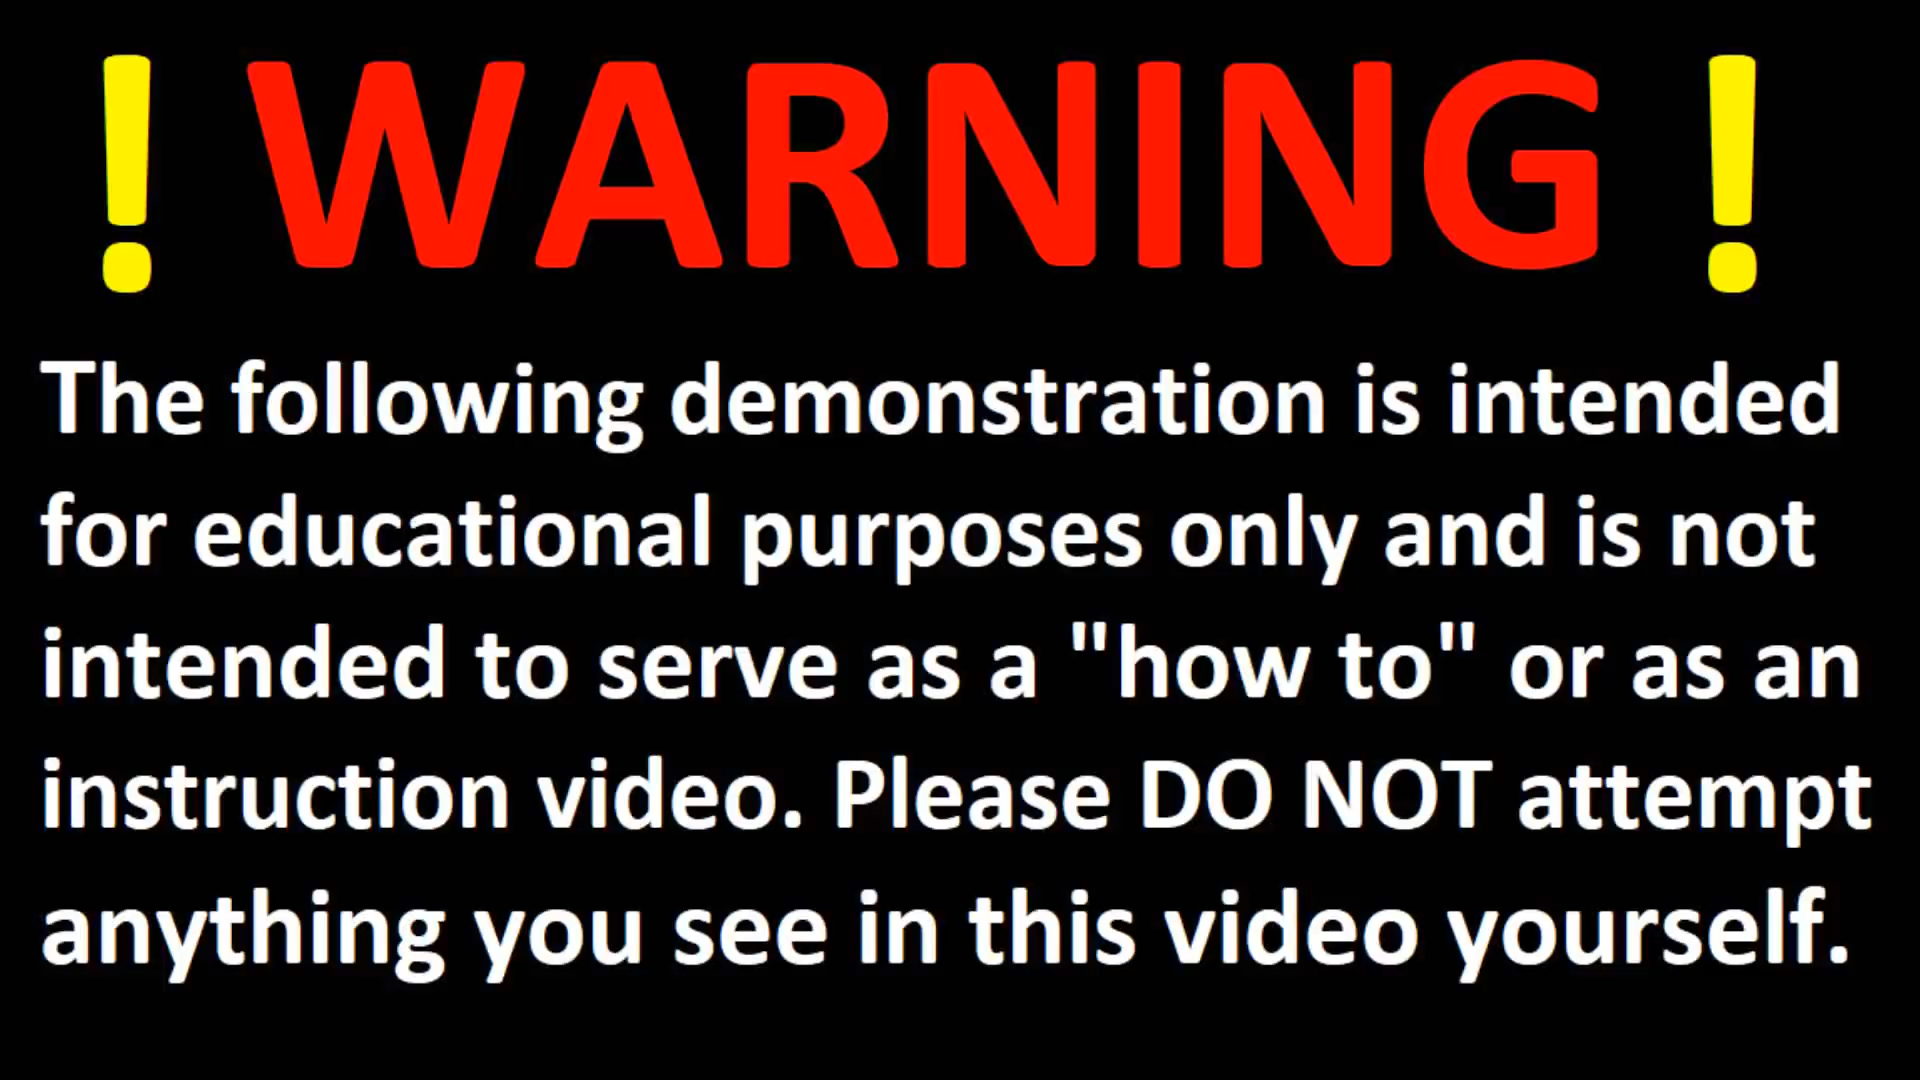 ! WARNING !
The following demonstration is intended
for educational purposes only and is not
intended to serve as a "how to" or as an
instruction video. Please DO NOT attempt
anything you see in this video yourself.